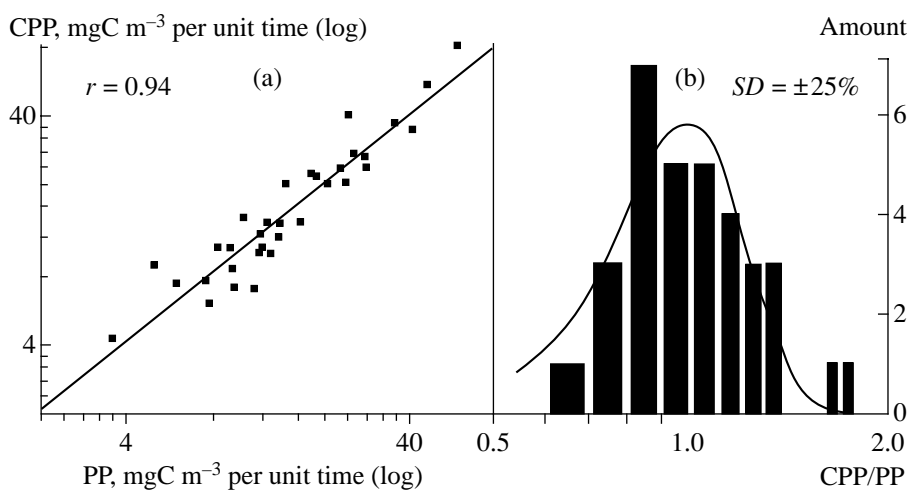 CPP, mgC m⁻³ per unit time (log)
Amount
r = 0.94
(a)
(b)
SD = ±25%
40
4
6
4
2
0
4
40
0.5
1.0
2.0
PP, mgC m⁻³ per unit time (log)
CPP/PP